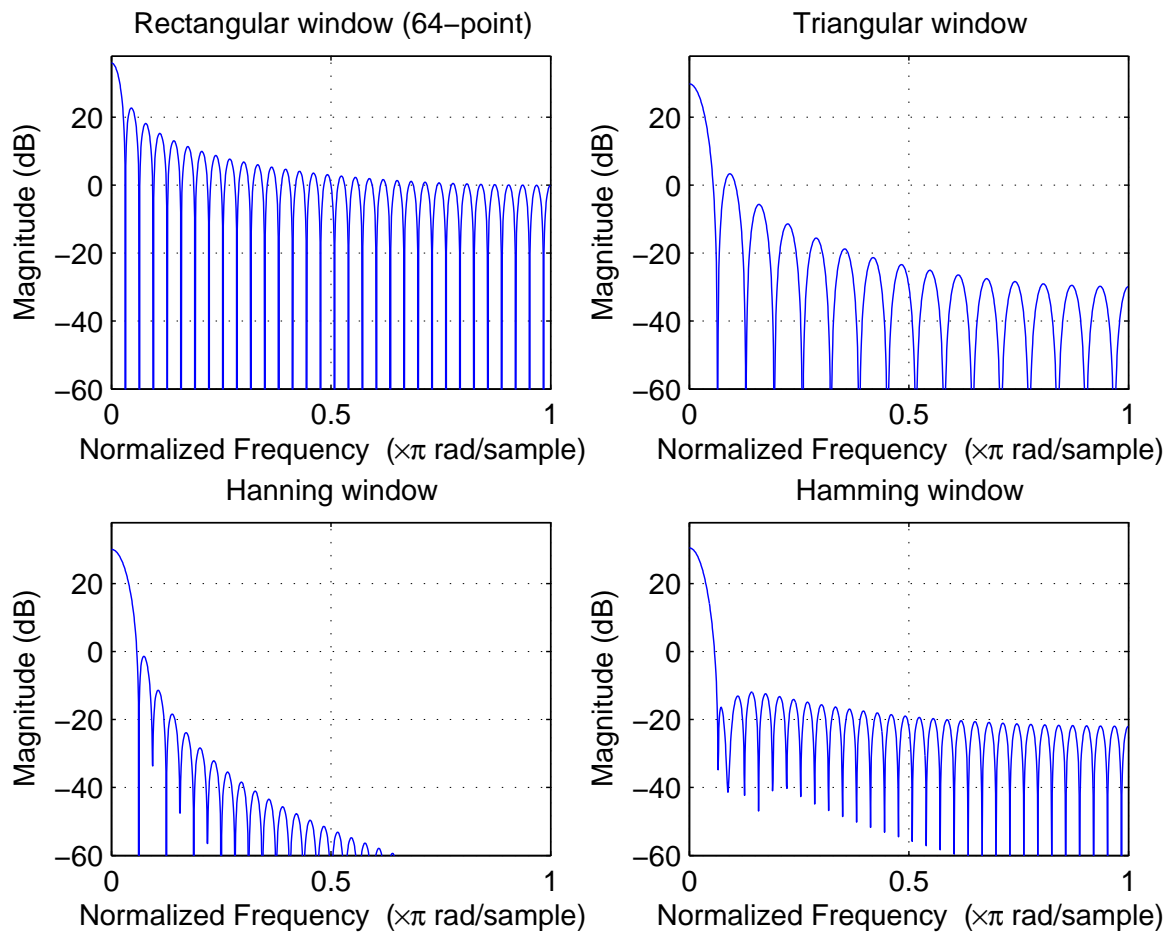 Rectangular window (64−point)
Magnitude (dB)
20
0
−20
−40
−60
0
0.5
1
Normalized Frequency (×π rad/sample)
Triangular window
Magnitude (dB)
20
0
−20
−40
−60
0
0.5
1
Normalized Frequency (×π rad/sample)
Hanning window
Magnitude (dB)
20
0
−20
−40
−60
0
0.5
1
Normalized Frequency (×π rad/sample)
Hamming window
Magnitude (dB)
20
0
−20
−40
−60
0
0.5
1
Normalized Frequency (×π rad/sample)